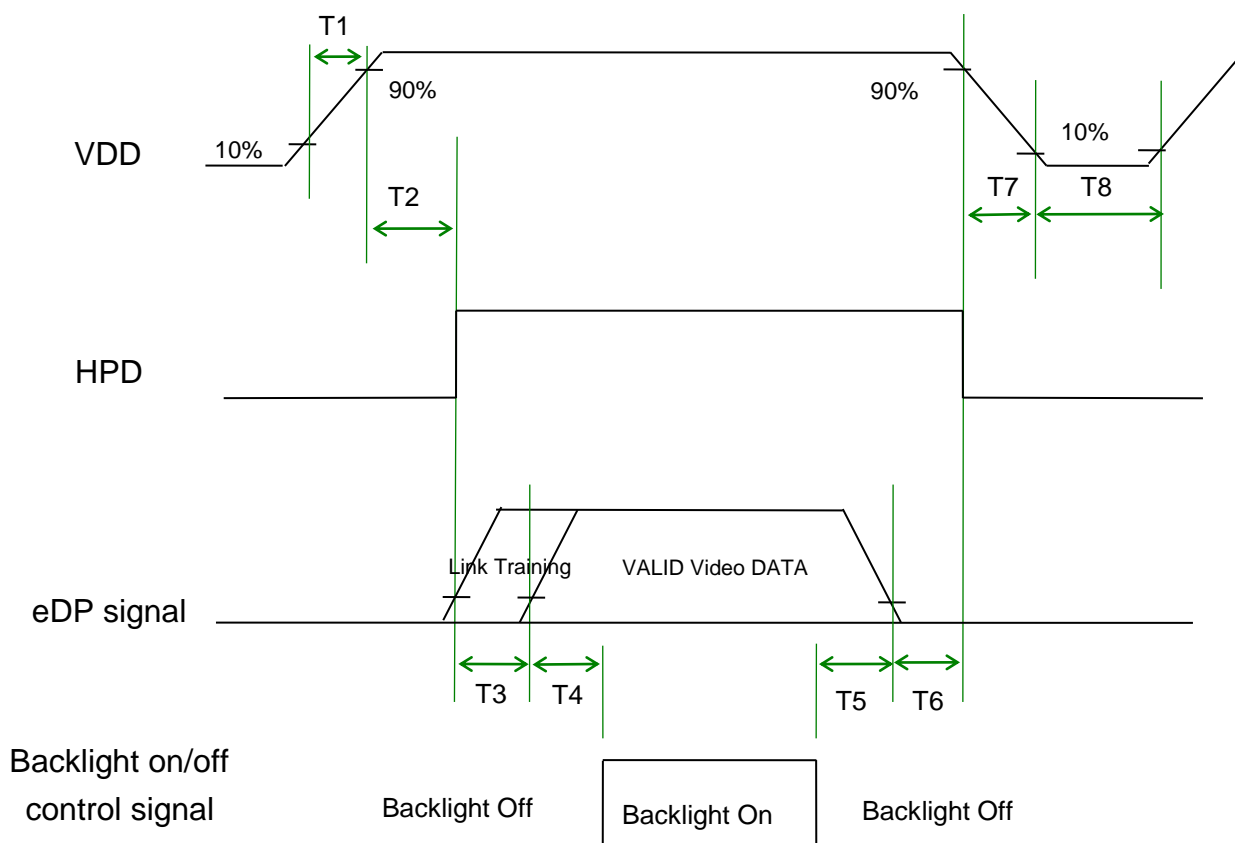 T1
90%
90%
10%
VDD
10%
T2
T7
T8
HPD
Link Training
VALID Video DATA
eDP signal
T3
T4
T5
T6
Backlight on/off
control signal
Backlight Off
Backlight On
Backlight Off